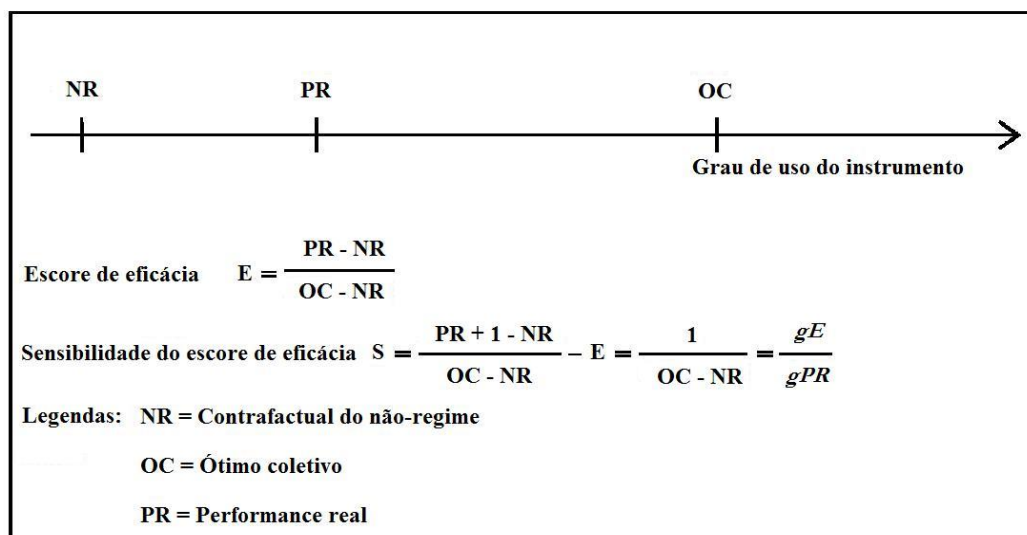 NR PR OC
Grau de uso do instrumento
Escore de eficácia E = PR - NR / OC - NR
Sensibilidade do escore de eficácia S = PR + 1 - NR / OC - NR – E = 1 / OC - NR = gE / gPR
Legendas: NR = Contrafactual do não-regime
OC = Ótimo coletivo
PR = Performance real